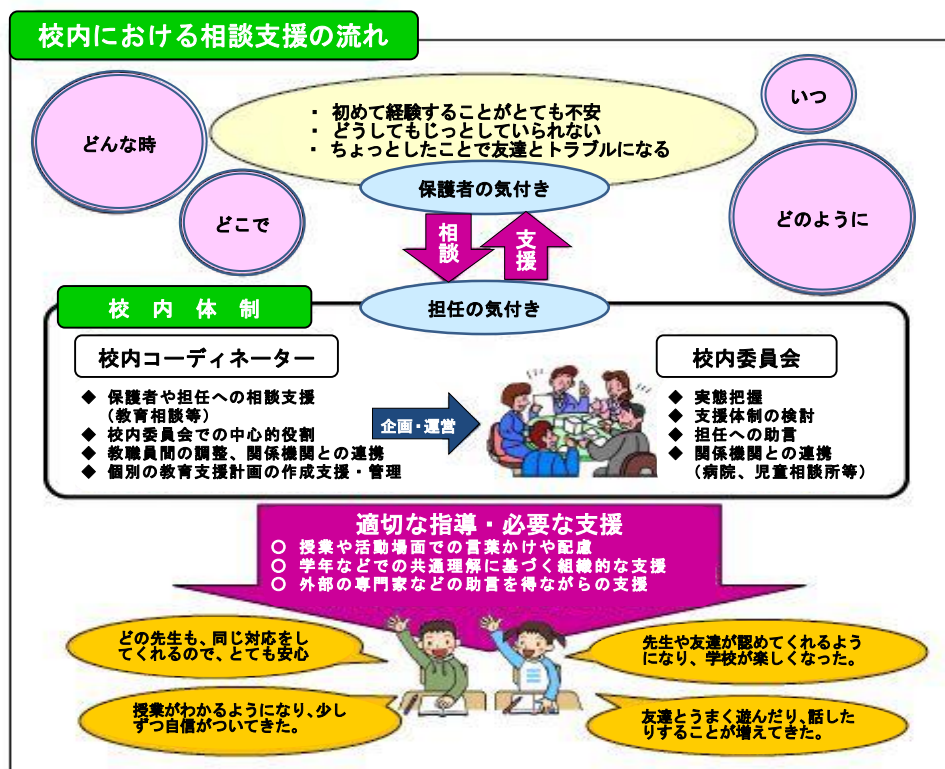 校内における相談支援の流れ
どんな時
どこで
いつ
どのように
・ 初めて経験することがとても不安
・ どうしてもじっとしていられない
・ ちょっとしたことで友達とトラブルになる
保護者の気付き
相談
支援
校内体制
担任の気付き
校内コーディネーター
◆ 保護者や担任への相談支援
（教育相談等）
◆ 校内委員会での中心的役割
◆ 教職員間の調整、関係機関との連携
◆ 個別の教育支援計画の作成支援・管理
企画・運営
校内委員会
◆ 実態把握
◆ 支援体制の検討
◆ 担任への助言
◆ 関係機関との連携
（病院、児童相談所等）
適切な指導・必要な支援
○ 授業や活動場面での言葉かけや配慮
○ 学年などでの共通理解に基づく組織的な支援
○ 外部の専門家などの助言を得ながらの支援
どの先生も、同じ対応をし
てくれるので、とても安心
先生や友達が認めてくれるよう
になり、学校が楽しくなった。
授業がわかるようになり、少し
ずつ自信がついてきた。
友達とうまく遊んだり、話した
りすることが増えてきた。